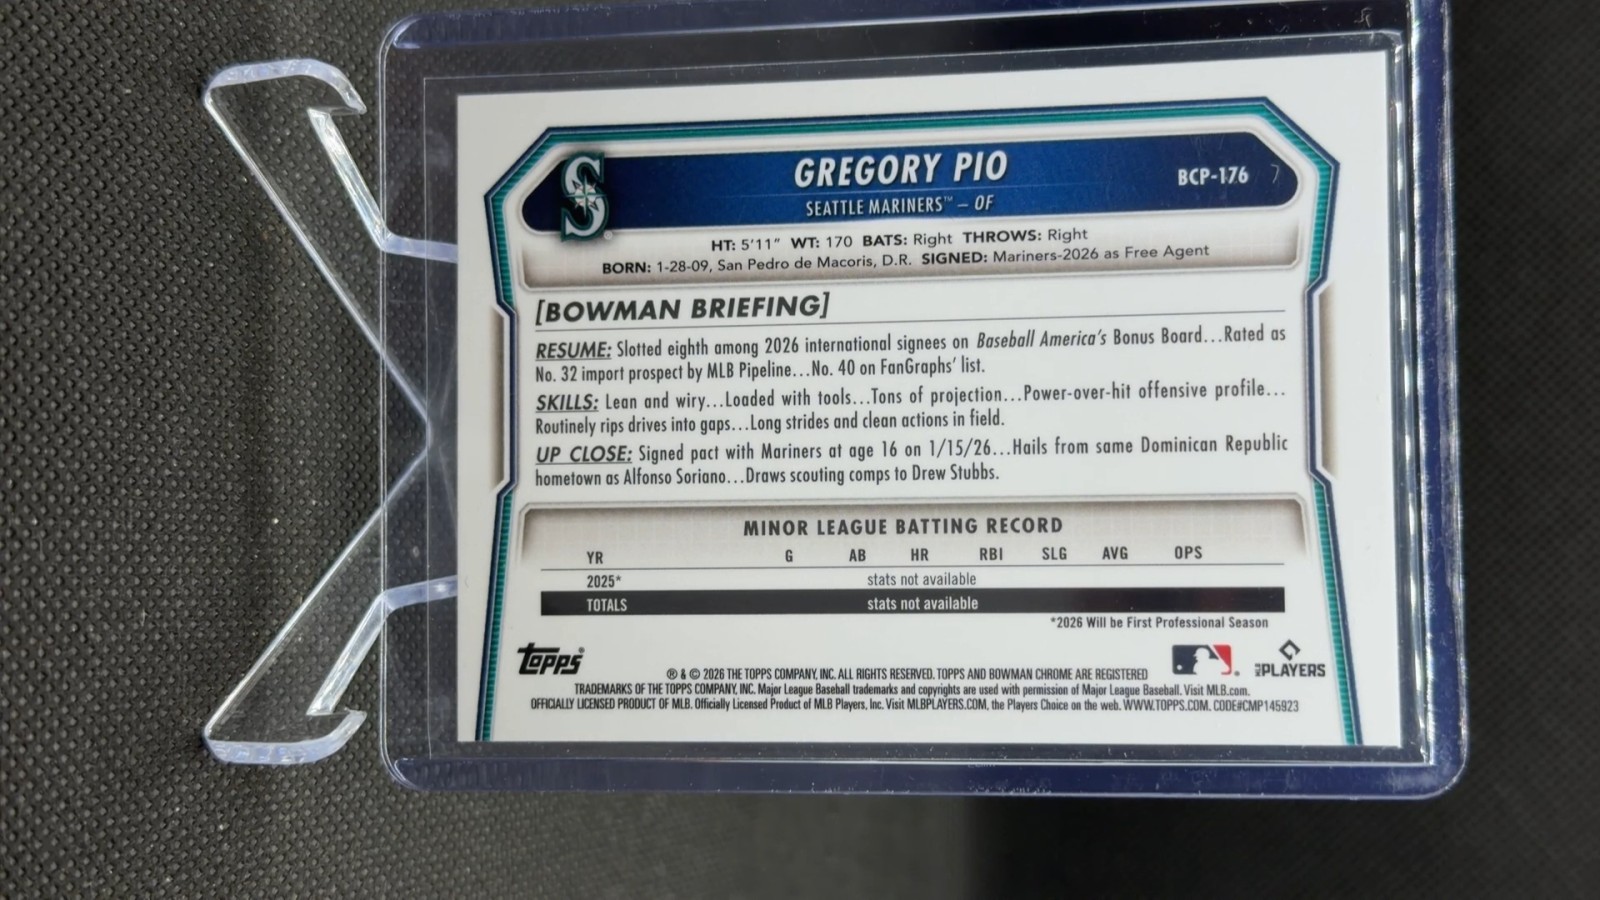 GREGORY PIO
BCP-176
SEATTLE MARINERS™ – OF
HT: 5'11" WT: 170 BATS: Right THROWS: Right
BORN: 1-28-09, San Pedro de Macoris, D.R. SIGNED: Mariners-2026 as Free Agent
[BOWMAN BRIEFING]
RESUME: Slotted eighth among 2026 international signees on Baseball America's Bonus Board...Rated as
No. 32 import prospect by MLB Pipeline...No. 40 on FanGraphs' list.
SKILLS: Lean and wiry...Loaded with tools...Tons of projection...Power-over-hit offensive profile...
Routinely rips drives into gaps...Long strides and clean actions in field.
UP CLOSE: Signed pact with Mariners at age 16 on 1/15/26...Hails from same Dominican Republic
hometown as Alfonso Soriano...Draws scouting comps to Drew Stubbs.
MINOR LEAGUE BATTING RECORD
YR G AB HR RBI SLG AVG OPS
2025* stats not available
TOTALS stats not available
*2026 Will be First Professional Season
Topps®
® & © 2026 THE TOPPS COMPANY, INC. ALL RIGHTS RESERVED. TOPPS AND BOWMAN CHROME ARE REGISTERED
TRADEMARKS OF THE TOPPS COMPANY, INC. Major League Baseball trademarks and copyrights are used with permission of Major League Baseball. Visit MLB.com.
OFFICIALLY LICENSED PRODUCT OF MLB. Officially Licensed Product of MLB Players, Inc. Visit MLBPLAYERS.COM, the Players Choice on the web. WWW.TOPPS.COM. CODE#CMP145923
MLB PLAYERS